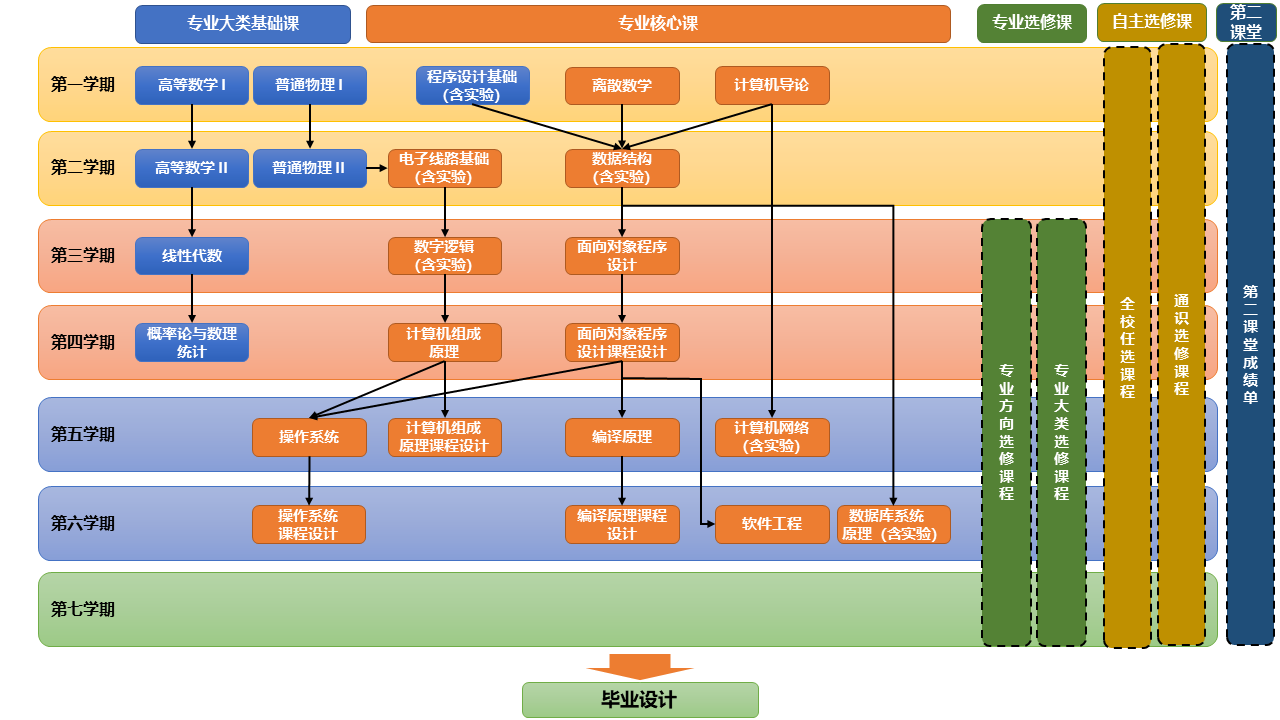 专业大类基础课
专业核心课
专业选修课
自主选修课
第二
课堂
第一学期
高等数学 I
普通物理 I
程序设计基础
(含实验)
离散数学
计算机导论
第二学期
高等数学 II
普通物理 II
电子线路基础
(含实验)
数据结构
(含实验)
第三学期
线性代数
数字逻辑
(含实验)
面向对象程序
设计
第四学期
概率论与数理
统计
计算机组成
原理
面向对象程序
设计课程设计
第五学期
操作系统
计算机组成
原理课程设计
编译原理
计算机网络
(含实验)
第六学期
操作系统
课程设计
编译原理课程
设计
软件工程
数据库系统
原理（含实验)
第七学期
专业方向选修课程
专业大类选修课程
全校任选课程
通识选修课程
第二课堂成绩单
毕业设计